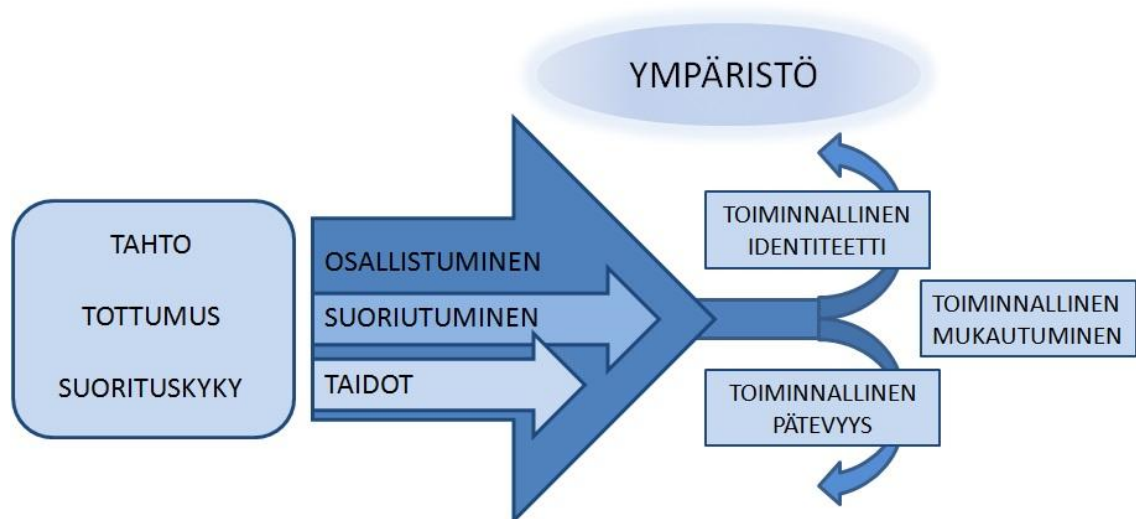 YMPÄRISTÖ
TAHTO
TOTTUMUS
SUORITUSKYKY
OSALLISTUMINEN
SUORIUTUMINEN
TAIDOT
TOIMINNALLINEN
IDENTITEETTI
TOIMINNALLINEN
MUKAUTUMINEN
TOIMINNALLINEN
PÄTEVYYS